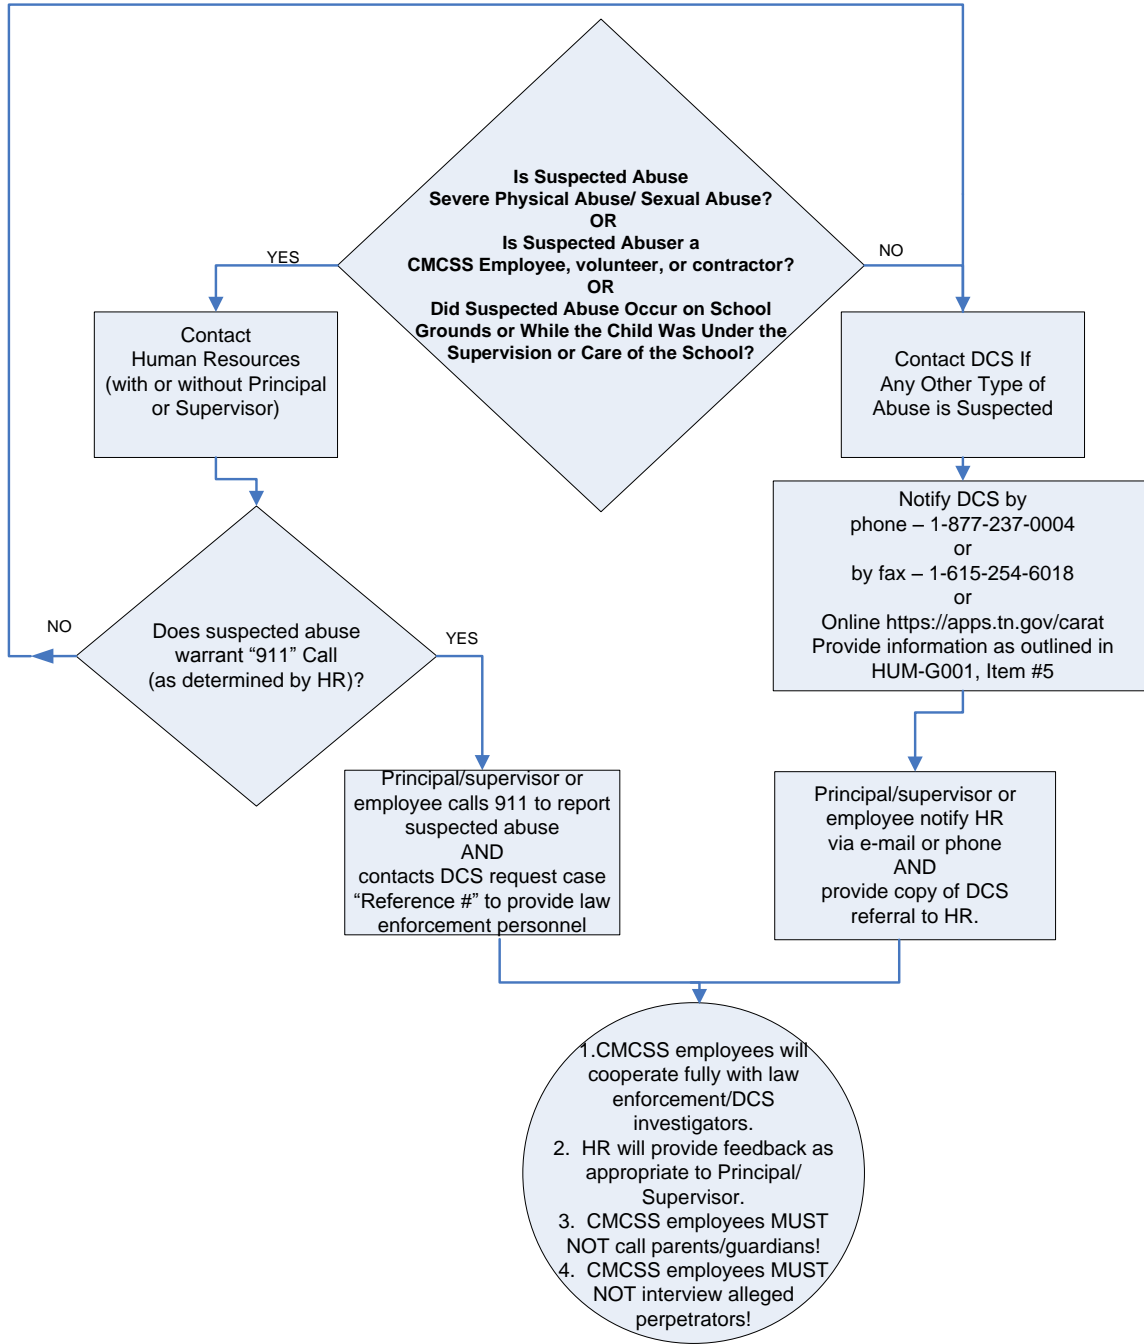 Is Suspected Abuse
Severe Physical Abuse/ Sexual Abuse?
OR
Is Suspected Abuser a
CMCSS Employee, volunteer, or contractor?
OR
Did Suspected Abuse Occur on School
Grounds or While the Child Was Under the
Supervision or Care of the School?
YES
NO
Contact
Human Resources
(with or without Principal
or Supervisor)
Contact DCS If
Any Other Type of
Abuse is Suspected
Notify DCS by
phone – 1-877-237-0004
or
by fax – 1-615-254-6018
or
Online https://apps.tn.gov/carat
Provide information as outlined in
HUM-G001, Item #5
Does suspected abuse
warrant “911” Call
(as determined by HR)?
NO
YES
Principal/supervisor or
employee calls 911 to report
suspected abuse
AND
contacts DCS request case
“Reference #” to provide law
enforcement personnel
Principal/supervisor or
employee notify HR
via e-mail or phone
AND
provide copy of DCS
referral to HR.
1.CMCSS employees will
cooperate fully with law
enforcement/DCS
investigators.
2. HR will provide feedback as
appropriate to Principal/
Supervisor.
3. CMCSS employees MUST
NOT call parents/guardians!
4. CMCSS employees MUST
NOT interview alleged
perpetrators!